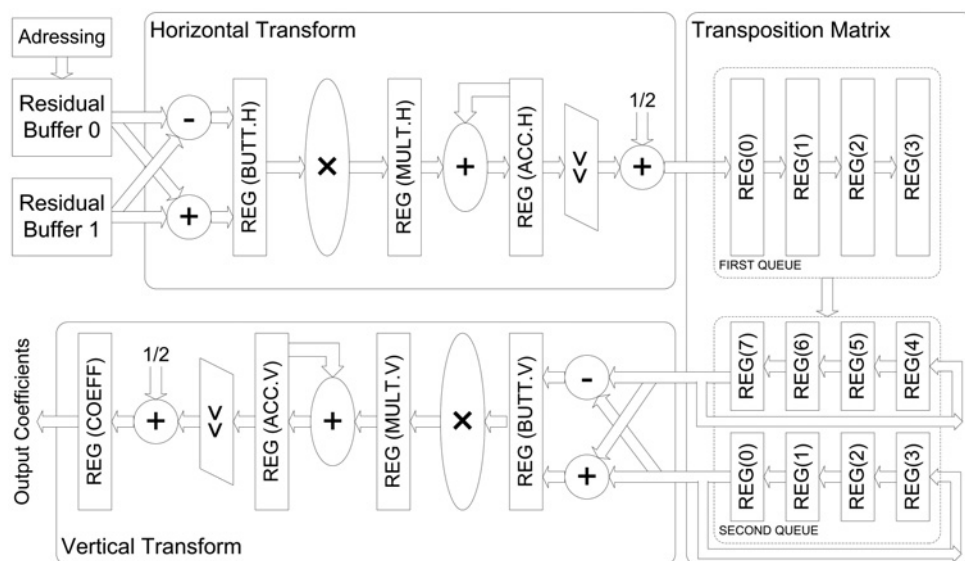 Adressing
Residual
Buffer 0
Residual
Buffer 1
Horizontal Transform
-
+
REG (BUTT.H)
×
REG (MULT.H)
+
REG (ACC.H)
<<
1/2
+
Transposition Matrix
REG(0)
REG(1)
REG(2)
REG(3)
FIRST QUEUE
REG(7)
REG(6)
REG(5)
REG(4)
REG(0)
REG(1)
REG(2)
REG(3)
SECOND QUEUE
Output Coefficients
REG (COEFF)
1/2
+
<<
REG (ACC.V)
+
REG (MULT.V)
×
REG (BUTT.V)
-
+
Vertical Transform